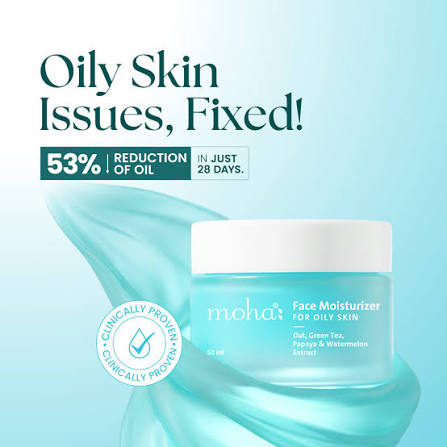 Oily Skin
Issues, Fixed!
53% ↓ REDUCTION OF OIL
IN JUST 28 DAYS.
moha:
Face Moisturizer
FOR OILY SKIN
Oat, Green Tea,
Papaya & Watermelon
Extract
50 ml
• CLINICALLY PROVEN •
CLINICALLY PROVEN